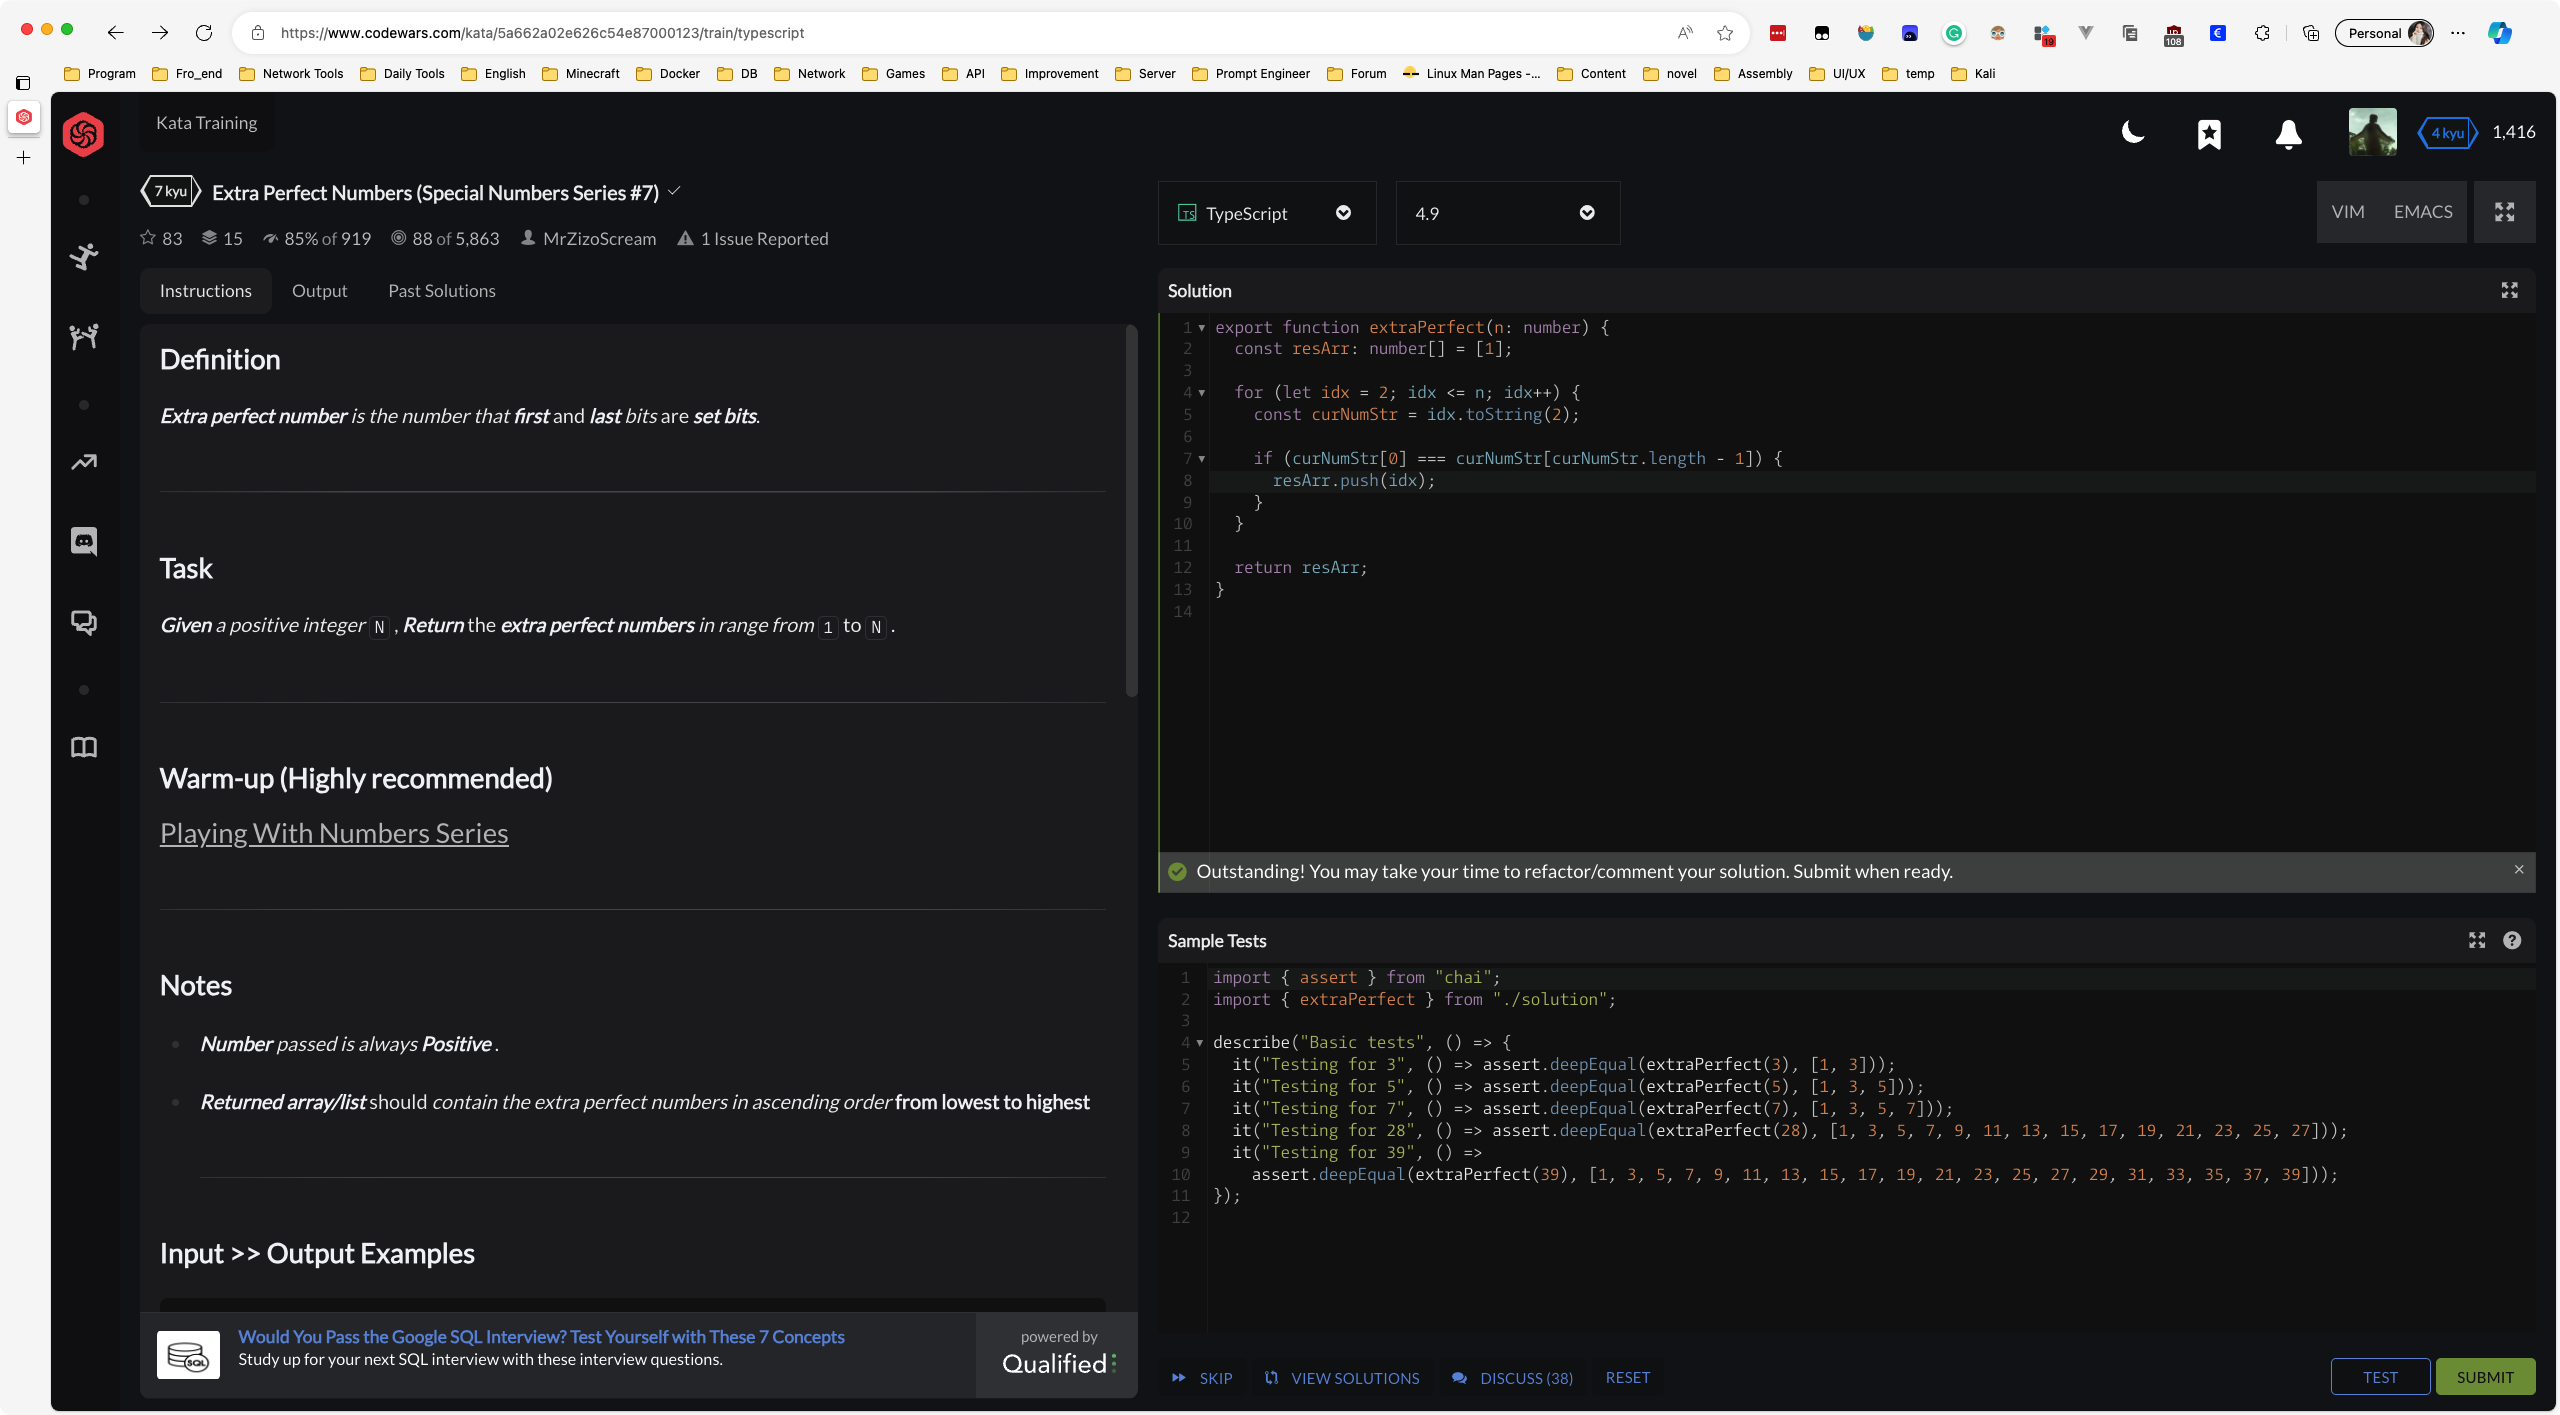 https://www.codewars.com/kata/5a662a02e626c54e87000123/train/typescript
19
108
Personal
Program Fro_end Network Tools Daily Tools English Minecraft Docker DB Network Games API Improvement Server Prompt Engineer Forum Linux Man Pages -... Content novel Assembly UI/UX temp Kali
Kata Training
4 kyu 1,416
7 kyu Extra Perfect Numbers (Special Numbers Series #7)
83 15 85% of 919 88 of 5,863 MrZizoScream 1 Issue Reported
Instructions Output Past Solutions
Definition
Extra perfect number is the number that first and last bits are set bits.
Task
Given a positive integer N , Return the extra perfect numbers in range from 1 to N .
Warm-up (Highly recommended)
Playing With Numbers Series
Notes
Number passed is always Positive .
Returned array/list should contain the extra perfect numbers in ascending order from lowest to highest
Input >> Output Examples
SQL
Would You Pass the Google SQL Interview? Test Yourself with These 7 Concepts
Study up for your next SQL interview with these interview questions.
powered by
Qualified
TS TypeScript 4.9 VIM EMACS
Solution
1 export function extraPerfect(n: number) {
2 const resArr: number[] = [1];
3
4 for (let idx = 2; idx <= n; idx++) {
5 const curNumStr = idx.toString(2);
6
7 if (curNumStr[0] === curNumStr[curNumStr.length - 1]) {
8 resArr.push(idx);
9 }
10 }
11
12 return resArr;
13 }
14
Outstanding! You may take your time to refactor/comment your solution. Submit when ready.
Sample Tests
1 import { assert } from "chai";
2 import { extraPerfect } from "./solution";
3
4 describe("Basic tests", () => {
5 it("Testing for 3", () => assert.deepEqual(extraPerfect(3), [1, 3]));
6 it("Testing for 5", () => assert.deepEqual(extraPerfect(5), [1, 3, 5]));
7 it("Testing for 7", () => assert.deepEqual(extraPerfect(7), [1, 3, 5, 7]));
8 it("Testing for 28", () => assert.deepEqual(extraPerfect(28), [1, 3, 5, 7, 9, 11, 13, 15, 17, 19, 21, 23, 25, 27]));
9 it("Testing for 39", () =>
10 assert.deepEqual(extraPerfect(39), [1, 3, 5, 7, 9, 11, 13, 15, 17, 19, 21, 23, 25, 27, 29, 31, 33, 35, 37, 39]));
11 });
12
SKIP VIEW SOLUTIONS DISCUSS (38) RESET TEST SUBMIT